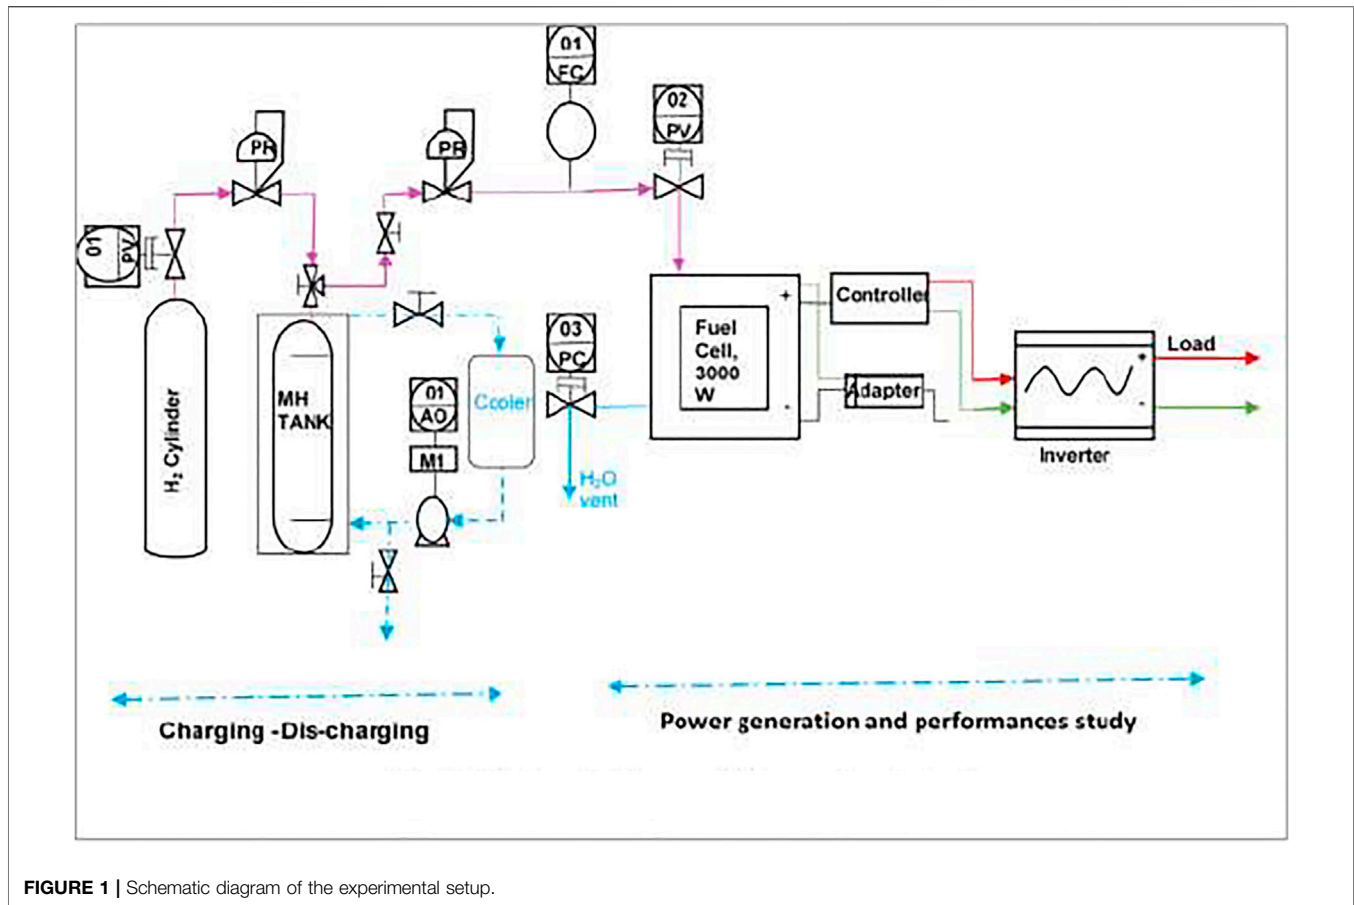 01
FC
02
PV
PR
PR
01
PV
H₂ Cylinder
MH
TANK
01
AO
M1
Cooler
03
PC
H₂O
vent
Fuel
Cell,
3000
W
+
-
Controller
Adapter
+
-
Load
Inverter
Charging -Dis-charging
Power generation and performances study
FIGURE 1 | Schematic diagram of the experimental setup.